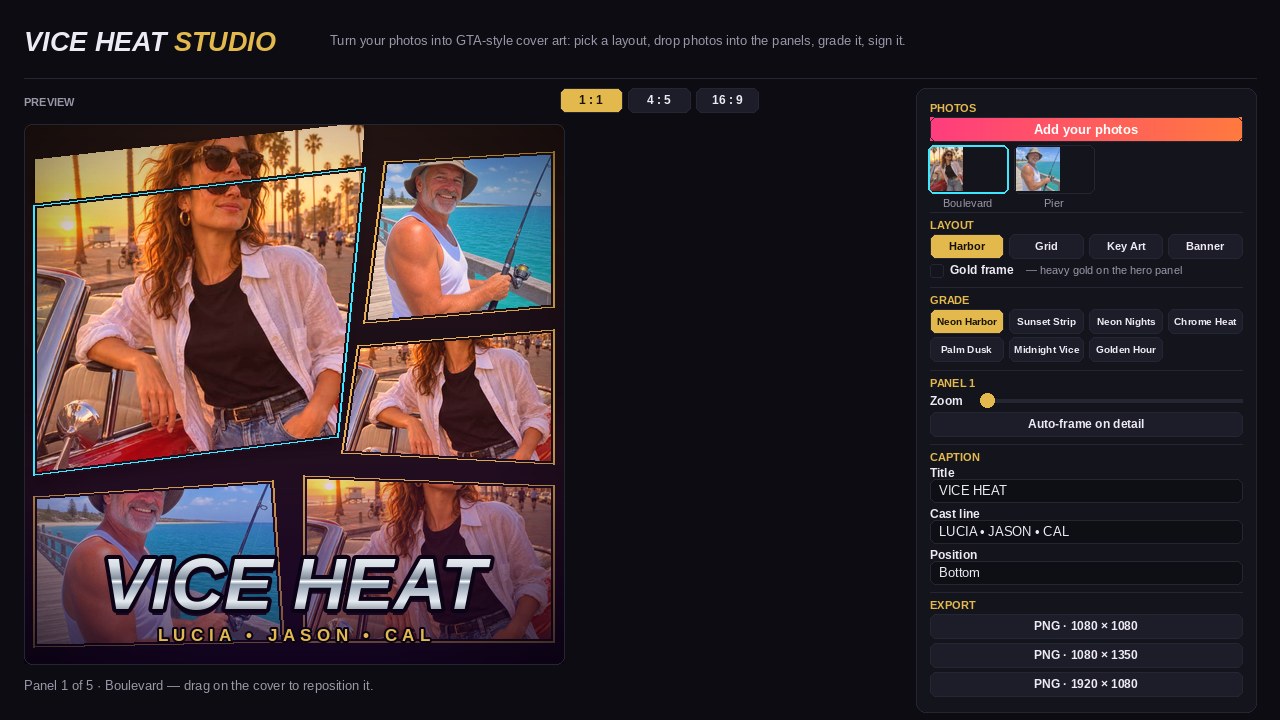 VICE HEAT STUDIO
Turn your photos into GTA-style cover art: pick a layout, drop photos into the panels, grade it, sign it.
PREVIEW
1 : 1
4 : 5
16 : 9
VICE HEAT
LUCIA • JASON • CAL
Panel 1 of 5 · Boulevard — drag on the cover to reposition it.
PHOTOS
Add your photos
Boulevard
Pier
LAYOUT
Harbor
Grid
Key Art
Banner
Gold frame — heavy gold on the hero panel
GRADE
Neon Harbor
Sunset Strip
Neon Nights
Chrome Heat
Palm Dusk
Midnight Vice
Golden Hour
PANEL 1
Zoom
Auto-frame on detail
CAPTION
Title
VICE HEAT
Cast line
LUCIA • JASON • CAL
Position
Bottom
EXPORT
PNG · 1080 × 1080
PNG · 1080 × 1350
PNG · 1920 × 1080